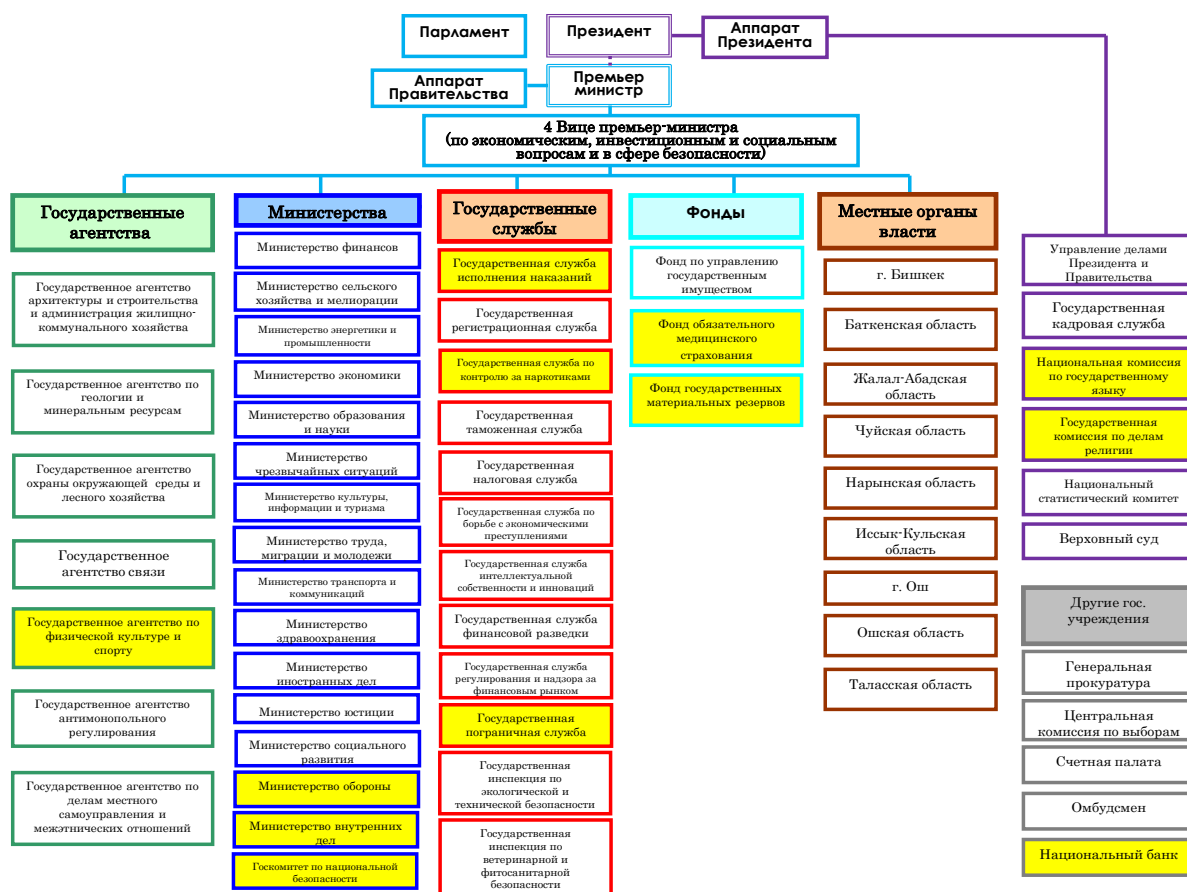 Парламент
Президент
Аппарат
Президента
Аппарат
Правительства
Премьер
министр
4 Вице премьер-министра
(по экономическим, инвестиционным и социальным
вопросам и в сфере безопасности)
Государственные
агентства
Государственное агентство
архитектуры и строительства
и администрация жилищно-
коммунального хозяйства
Государственное агентство по
геологии и
минеральным ресурсам
Государственное агентство
охраны окружающей среды и
лесного хозяйства
Государственное
агентство связи
Государственное агентство по
физической культуре и
спорту
Государственное агентство
антимонопольного
регулирования
Государственное агентство по
делам местного
самоуправления и
межэтнических отношений
Министерства
Министерство финансов
Министерство сельского
хозяйства и мелиорации
Министерство энергетики и
промышленности
Министерство экономики
Министерство образования
и науки
Министерство
чрезвычайных ситуаций
Министерство культуры,
информации и туризма
Министерство труда,
миграции и молодежи
Министерство транспорта и
коммуникаций
Министерство
здравоохранения
Министерство
иностранных дел
Министерство юстиции
Министерство социального
развития
Министерство обороны
Министерство внутренних
дел
Госкомитет по национальной
безопасности
Государственные
службы
Государственная служба
исполнения наказаний
Государственная
регистрационная служба
Государственная служба по
контролю за наркотиками
Государственная
таможенная служба
Государственная
налоговая служба
Государственная служба по
борьбе с экономическими
преступлениями
Государственная служба
интеллектуальной
собственности и инноваций
Государственная служба
финансовой разведки
Государственная служба
регулирования и надзора за
финансовым рынком
Государственная
пограничная служба
Государственная
инспекция по
экологической и
технической безопасности
Государственная
инспекция по
ветеринарной и
фитосанитарной
безопасности
Фонды
Фонд по управлению
государственным
имуществом
Фонд обязательного
медицинского
страхования
Фонд государственных
материальных резервов
Местные органы
власти
г. Бишкек
Баткенская область
Жалал-Абадская
область
Чуйская область
Нарынская область
Иссык-Кульская
область
г. Ош
Ошская область
Таласская область
Управление делами
Президента и
Правительства
Государственная
кадровая служба
Национальная комиссия
по государственному
языку
Государственная
комиссия по делам
религии
Национальный
статистический комитет
Верховный суд
Другие гос.
учреждения
Генеральная
прокуратура
Центральная
комиссия по выборам
Счетная палата
Омбудсмен
Национальный банк